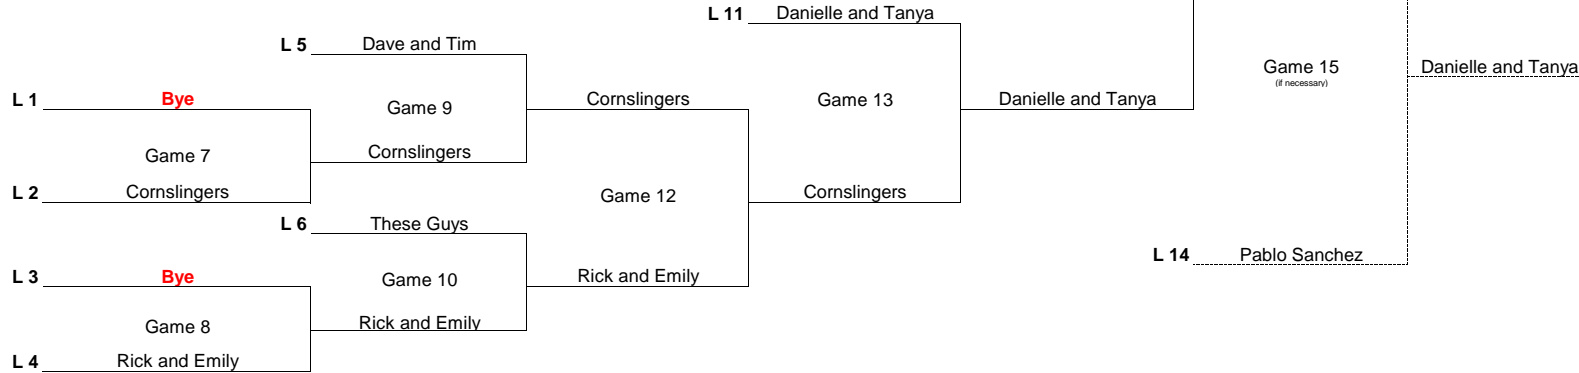 L 11 Danielle and Tanya
L 5 Dave and Tim
Game 15
(if necessary)
Danielle and Tanya
L 1 Bye
Game 9
Cornslingers
Game 13
Danielle and Tanya
Game 7
Cornslingers
L 2 Cornslingers
Game 12
Cornslingers
L 6 These Guys
L 14 Pablo Sanchez
L 3 Bye
Game 10
Rick and Emily
Game 8
Rick and Emily
L 4 Rick and Emily